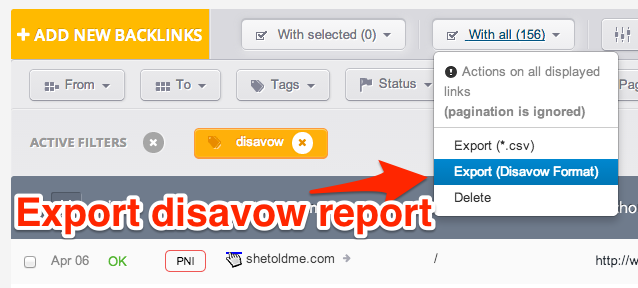 + ADD NEW BACKLINKS
With selected (0)
With all (156)
From
To
Tags
Status
Pag
Actions on all displayed
links
(pagination is ignored)
Export (*.csv)
Export (Disavow Format)
Delete
ACTIVE FILTERS
disavow
Export disavow report
Apr 06 OK PNI shetoldme.com / http://w